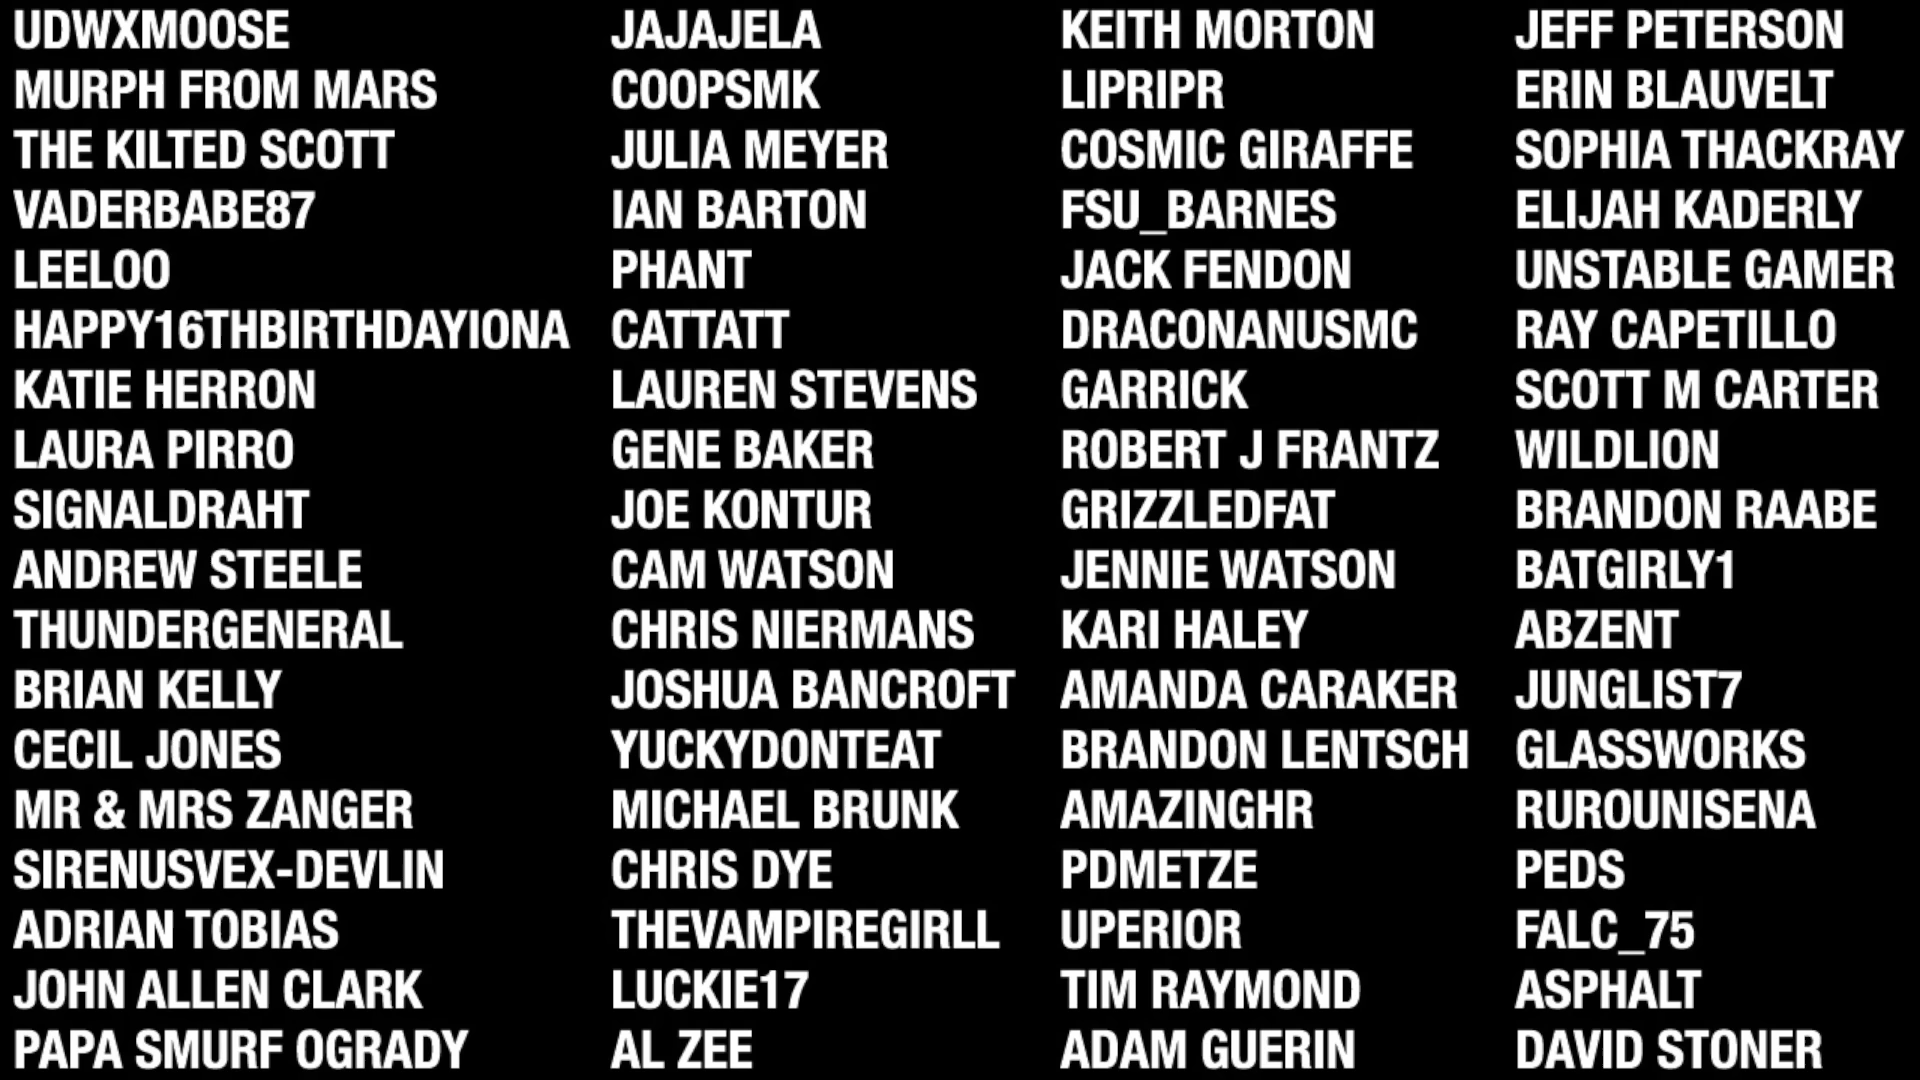 UDWXMOOSE
MURPH FROM MARS
THE KILTED SCOTT
VADERBABE87
LEELOO
HAPPY16THBIRTHDAYIONA
KATIE HERRON
LAURA PIRRO
SIGNALDRAHT
ANDREW STEELE
THUNDERGENERAL
BRIAN KELLY
CECIL JONES
MR & MRS ZANGER
SIRENUSVEX-DEVLIN
ADRIAN TOBIAS
JOHN ALLEN CLARK
PAPA SMURF OGRADY
JAJAJELA
COOPSMK
JULIA MEYER
IAN BARTON
PHANT
CATTATT
LAUREN STEVENS
GENE BAKER
JOE KONTUR
CAM WATSON
CHRIS NIERMANS
JOSHUA BANCROFT
YUCKYDONTEAT
MICHAEL BRUNK
CHRIS DYE
THEVAMPIREGIRLL
LUCKIE17
AL ZEE
KEITH MORTON
LIPRIPR
COSMIC GIRAFFE
FSU_BARNES
JACK FENDON
DRACONANUSMC
GARRICK
ROBERT J FRANTZ
GRIZZLEDFAT
JENNIE WATSON
KARI HALEY
AMANDA CARAKER
BRANDON LENTSCH
AMAZINGHR
PDMETZE
UPERIOR
TIM RAYMOND
ADAM GUERIN
JEFF PETERSON
ERIN BLAUVELT
SOPHIA THACKRAY
ELIJAH KADERLY
UNSTABLE GAMER
RAY CAPETILLO
SCOTT M CARTER
WILDLION
BRANDON RAABE
BATGIRLY1
ABZENT
JUNGLIST7
GLASSWORKS
RUROUNISENA
PEDS
FALC_75
ASPHALT
DAVID STONER